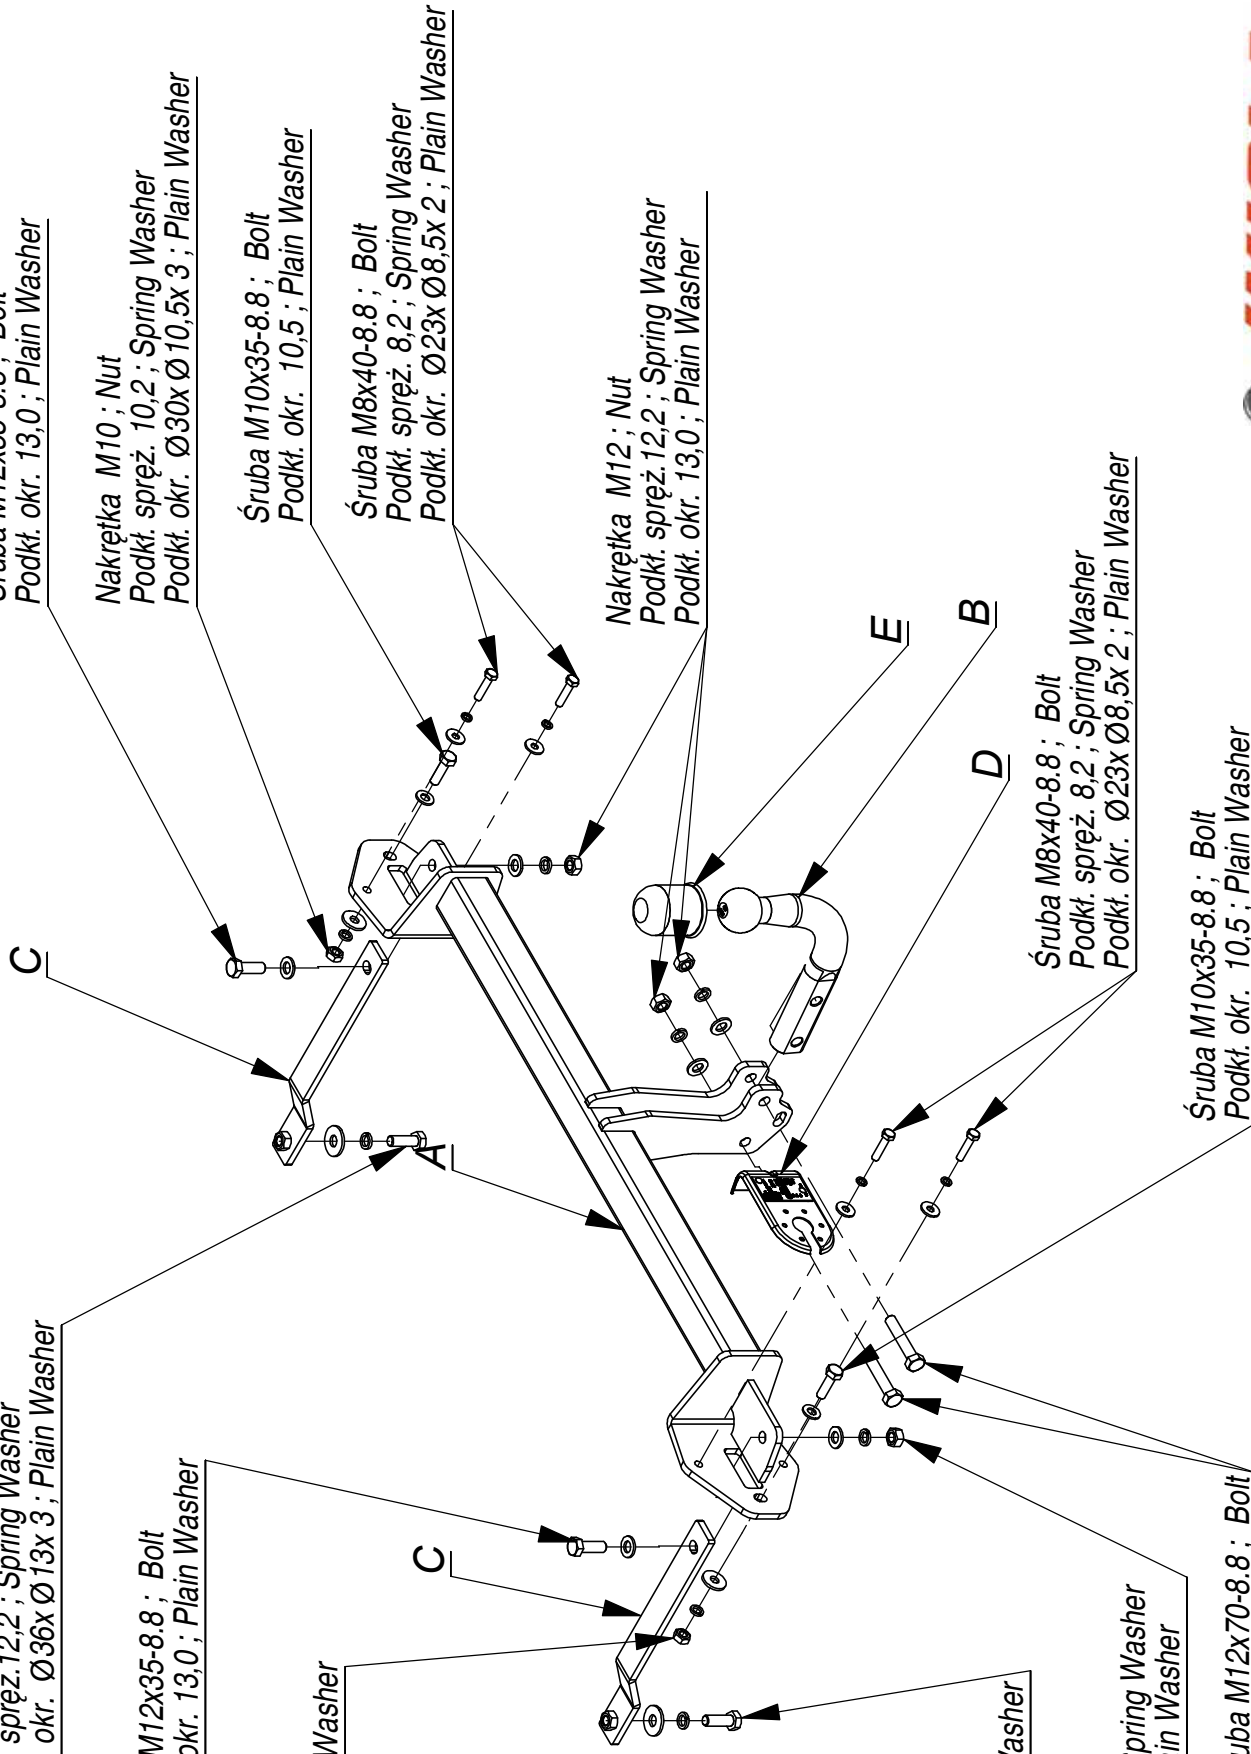 Podkł. okr. 13,0 ; Plain Washer
Nakrętka M10 ; Nut
Podkł. spręż. 10,2 ; Spring Washer
Podkł. okr. Ø30x Ø10,5x 3 ; Plain Washer
Śruba M10x35-8.8 ; Bolt
Podkł. okr. 10,5 ; Plain Washer
Śruba M8x40-8.8 ; Bolt
Podkł. spręż. 8,2 ; Spring Washer
Podkł. okr. Ø23x Ø8,5x 2 ; Plain Washer
Nakrętka M12 ; Nut
Podkł. spręż.12,2 ; Spring Washer
Podkł. okr. 13,0 ; Plain Washer
C
E
B
D
A
Śruba M8x40-8.8 ; Bolt
Podkł. spręż. 8,2 ; Spring Washer
Podkł. okr. Ø23x Ø8,5x 2 ; Plain Washer
Śruba M10x35-8.8 ; Bolt
Podkł. okr. 10,5 ; Plain Washer
spręż.12,2 ; Spring Washer
okr. Ø36x Ø13x 3 ; Plain Washer
M12x35-8.8 ; Bolt
okr. 13,0 ; Plain Washer
Washer
C
Washer
Spring Washer
Washer
M12x70-8.8 ; Bolt